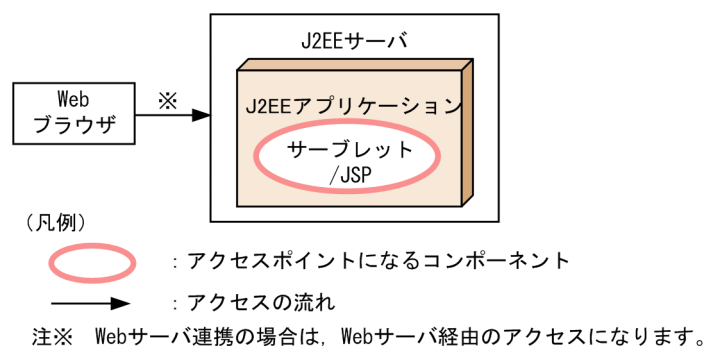 J2EEサーバ
Web
ブラウザ
※
J2EEアプリケーション
サーブレット
/JSP
（凡例）
：アクセスポイントになるコンポーネント
：アクセスの流れ
注※　Webサーバ連携の場合は，Webサーバ経由のアクセスになります。